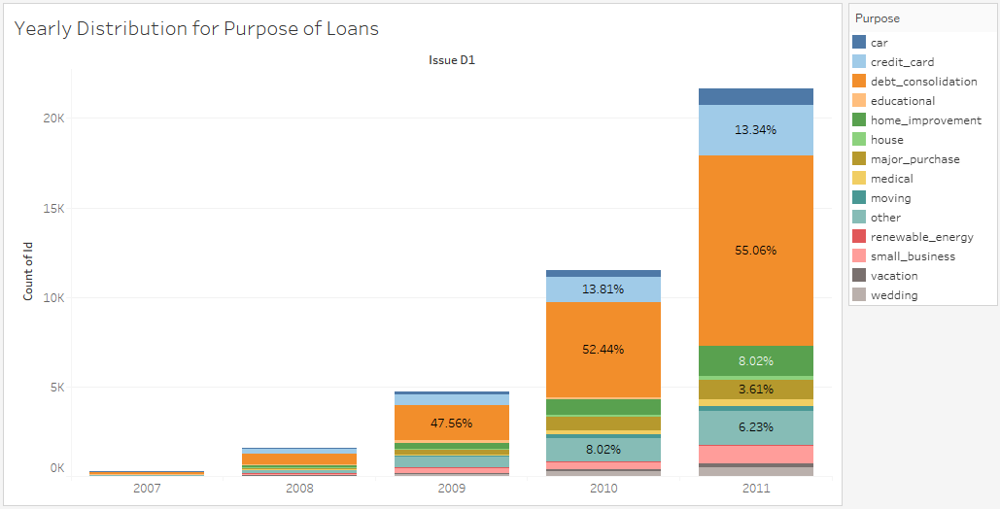 Yearly Distribution for Purpose of Loans
Issue D1
Count of Id
20K
15K
10K
5K
0K
47.56%
13.81%
52.44%
8.02%
13.34%
55.06%
8.02%
3.61%
6.23%
2007
2008
2009
2010
2011
Purpose
car
credit_card
debt_consolidation
educational
home_improvement
house
major_purchase
medical
moving
other
renewable_energy
small_business
vacation
wedding